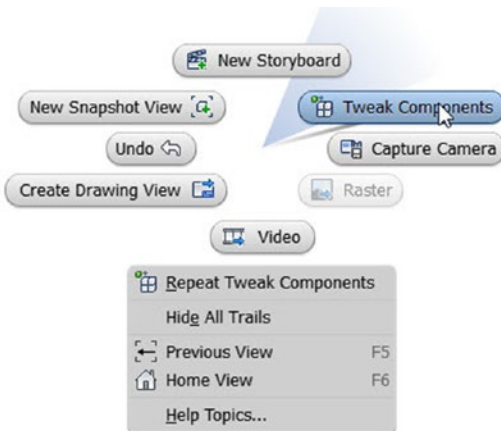 New Storyboard
New Snapshot View
Tweak Components
Undo
Capture Camera
Create Drawing View
Raster
Video
Repeat Tweak Components
Hide All Trails
Previous View F5
Home View F6
Help Topics...